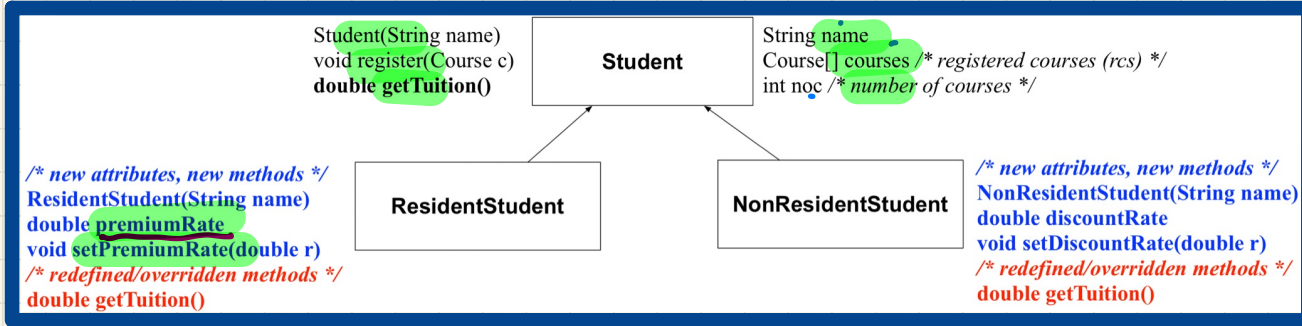 Student(String name)
void register(Course c)
double getTuition()
Student
String name
Course[] courses /* registered courses (rcs) */
int noc /* number of courses */
/* new attributes, new methods */
ResidentStudent(String name)
double premiumRate
void setPremiumRate(double r)
/* redefined/overridden methods */
double getTuition()
ResidentStudent
NonResidentStudent
/* new attributes, new methods */
NonResidentStudent(String name)
double discountRate
void setDiscountRate(double r)
/* redefined/overridden methods */
double getTuition()